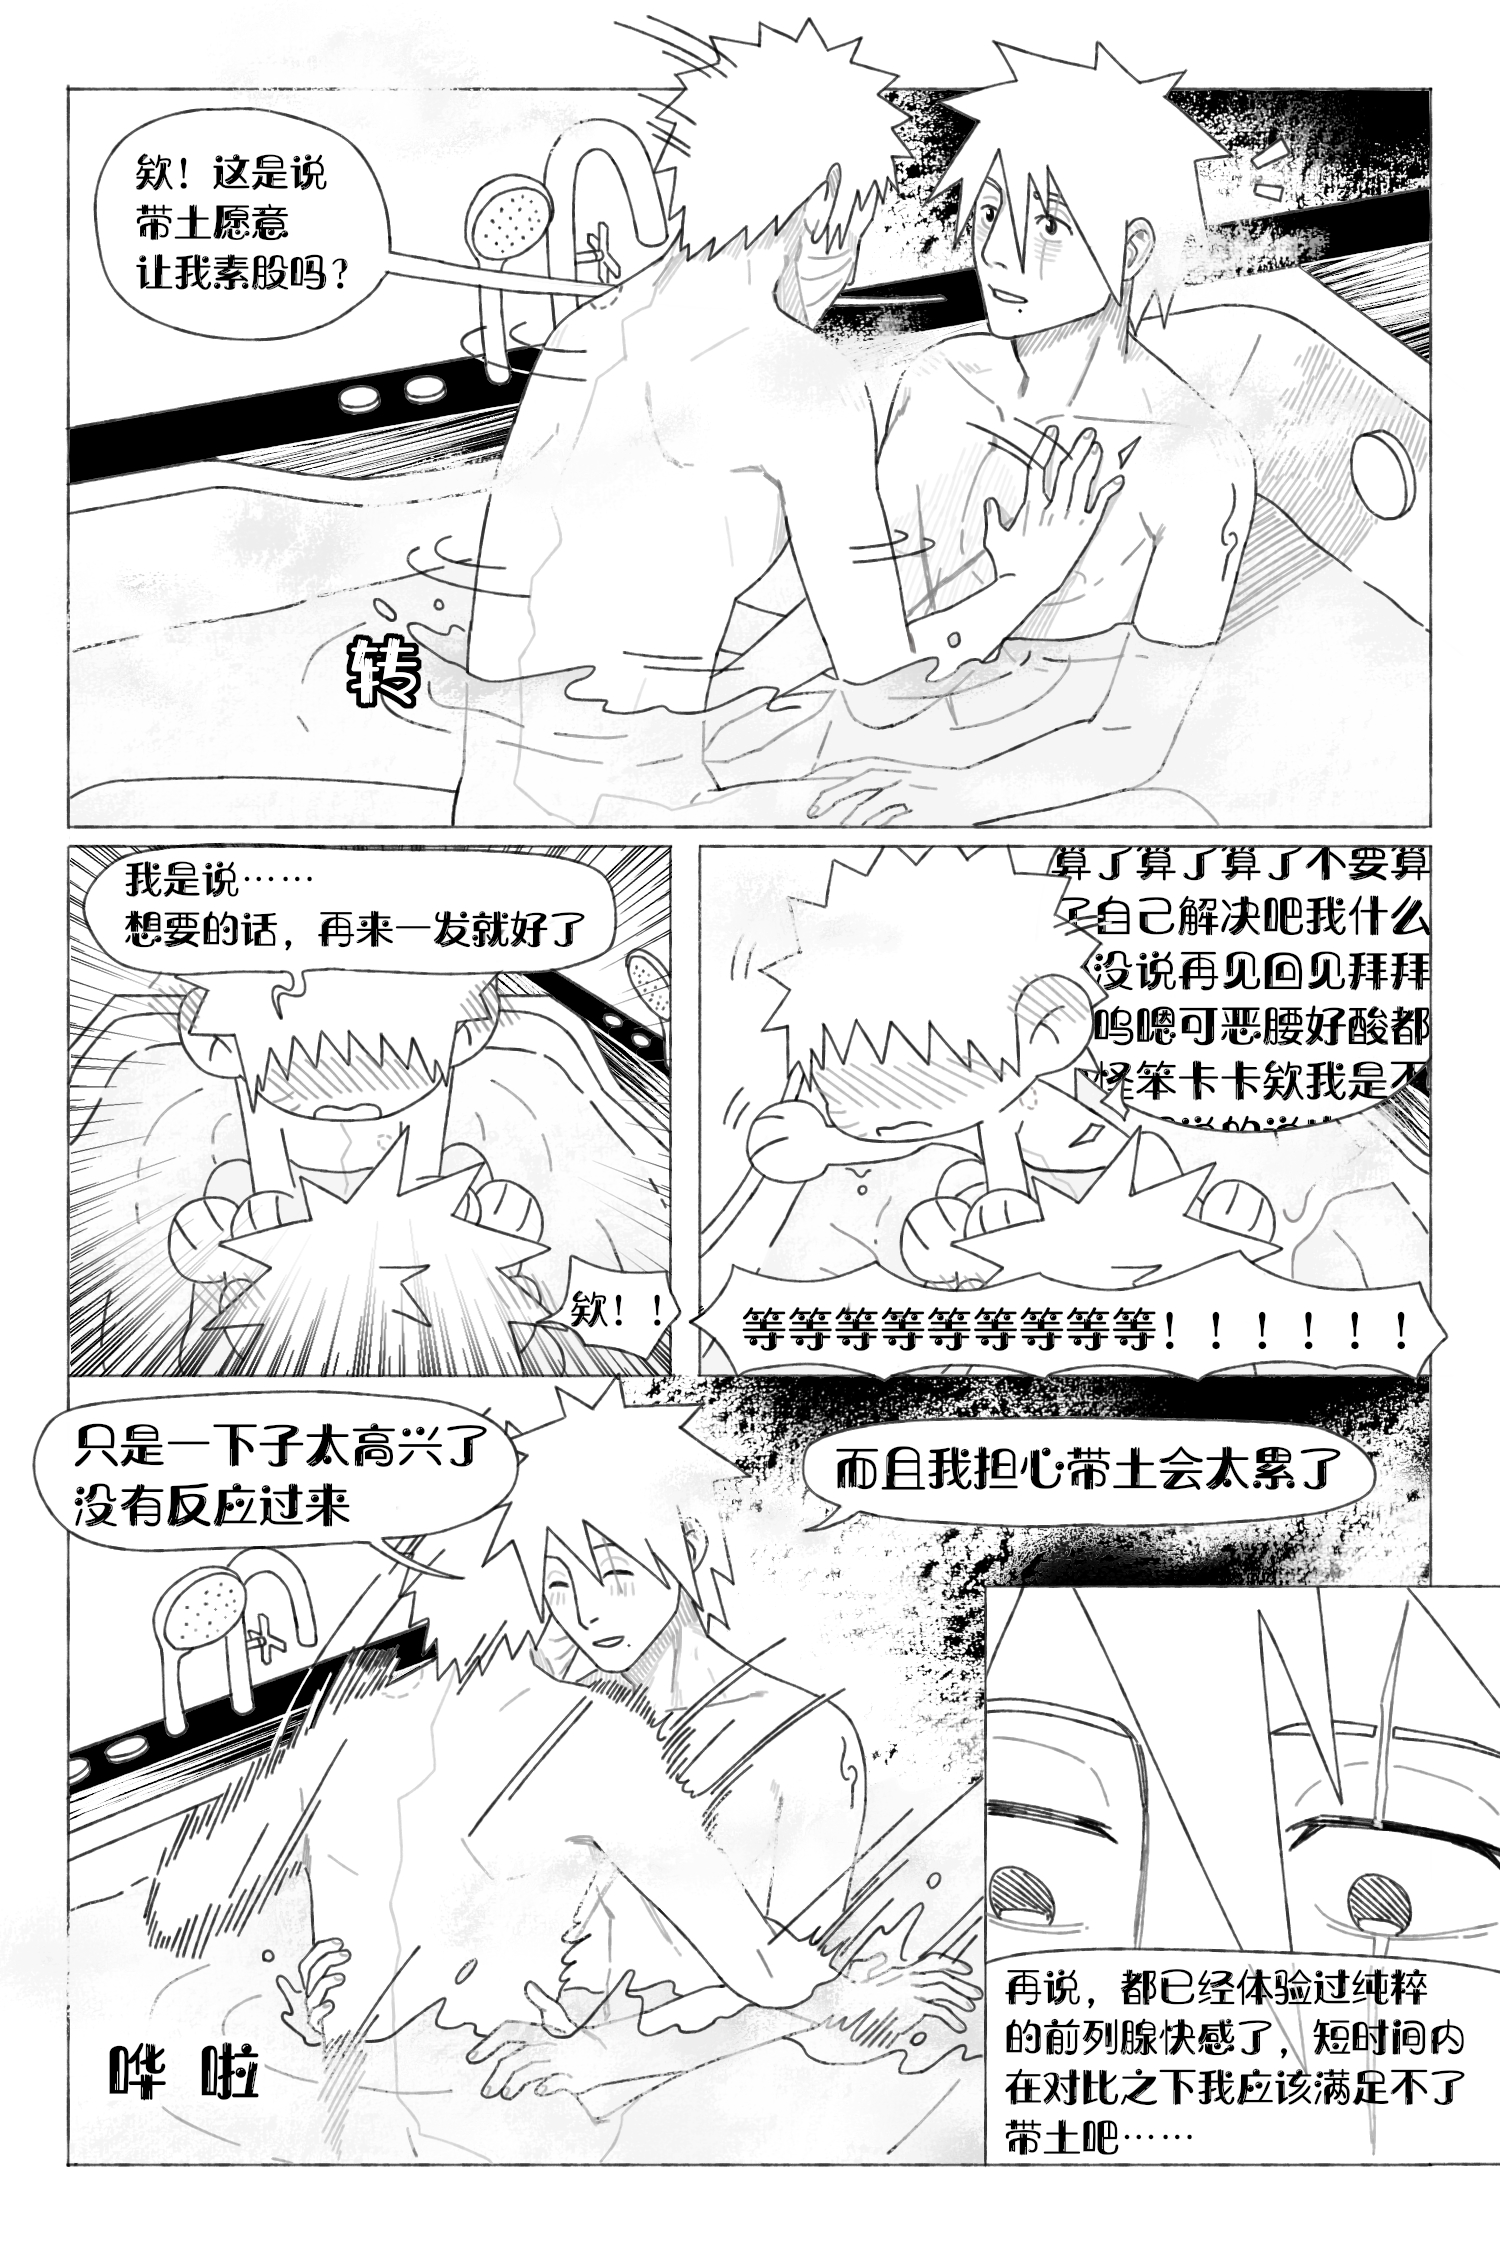 欸！这是说
带土愿意
让我素股吗？
转
我是说……
想要的话，再来一发就好了
欸！！
算了算了算了不要算
了自己解决吧我什么
没说再见回见拜拜
呜嗯可恶腰好酸都
怪笨卡卡欸我是不
等等等等等等等等等！！！！！！
只是一下子太高兴了
没有反应过来
而且我担心带土会太累了
哗啦
再说，都已经体验过纯粹
的前列腺快感了，短时间内
在对比之下我应该满足不了
带土吧……